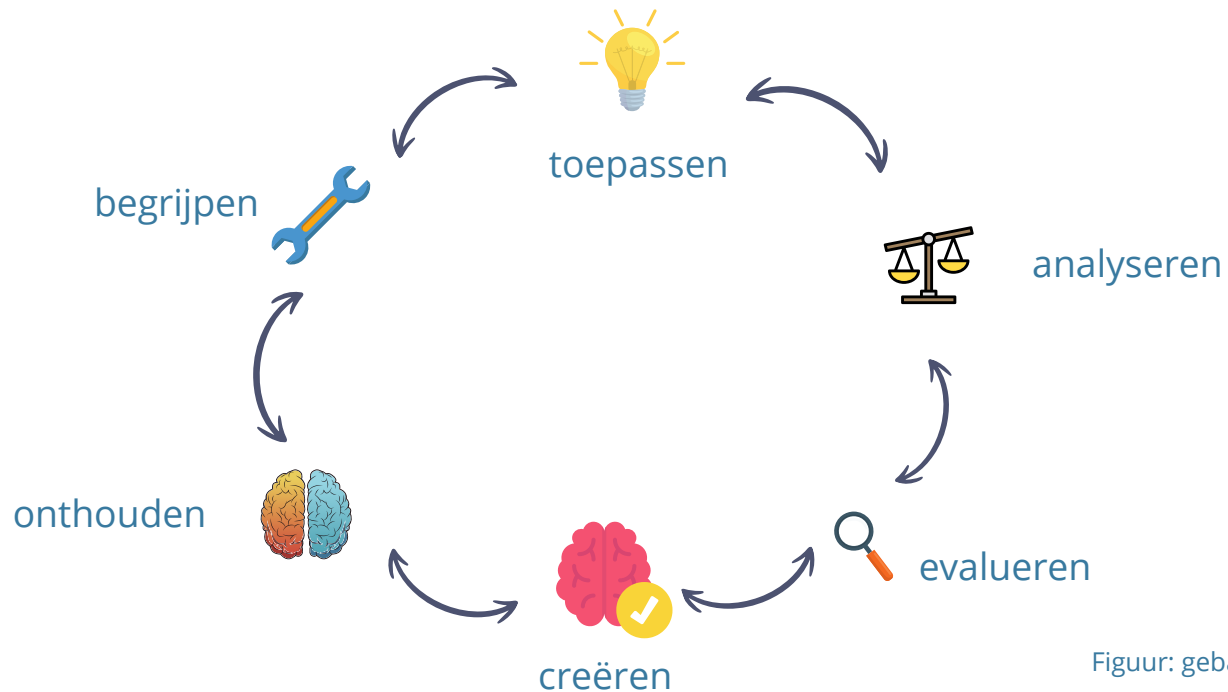 toepassen
begrijpen
analyseren
onthouden
evalueren
creëren
Figuur: